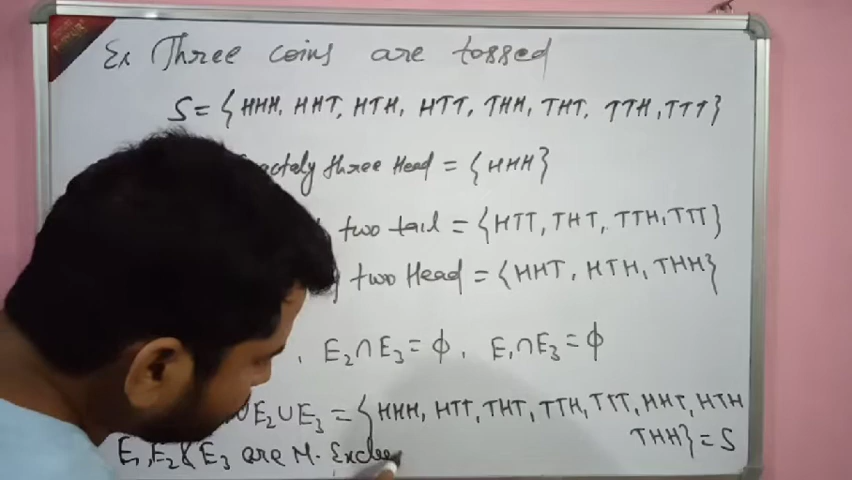 Ex Three coins are tossed
S = {HHH, HHT, HTH, HTT, THH, THT, TTH, TTT}
three Head = {HHH}
two tail = {HTT, THT, TTH, TTT}
two Head = {HHT, HTH, THH}
, E₂∩E₃ = ϕ, E₁∩E₃ = ϕ
∪E₂∪E₃ = {HHH, HTT, THT, TTH, TTT, HHT, HTH
THH} = S
E₁, E₂ & E₃ are M.